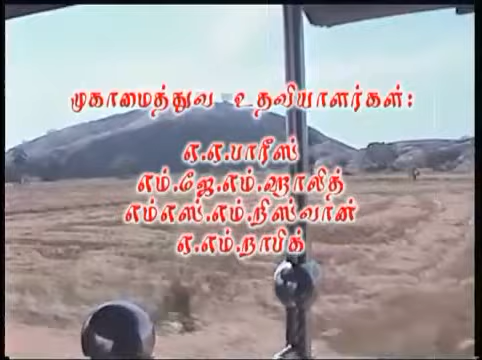 முகாமைத்துவ உதவியாளர்கள்:
ஏ.ஏ.பாரீஸ்
எம்.ஜே.எம்.ஹாலித்
எம்எஸ்.எம்.நிஸ்வான்
ஏ.எம்.நாபிக்